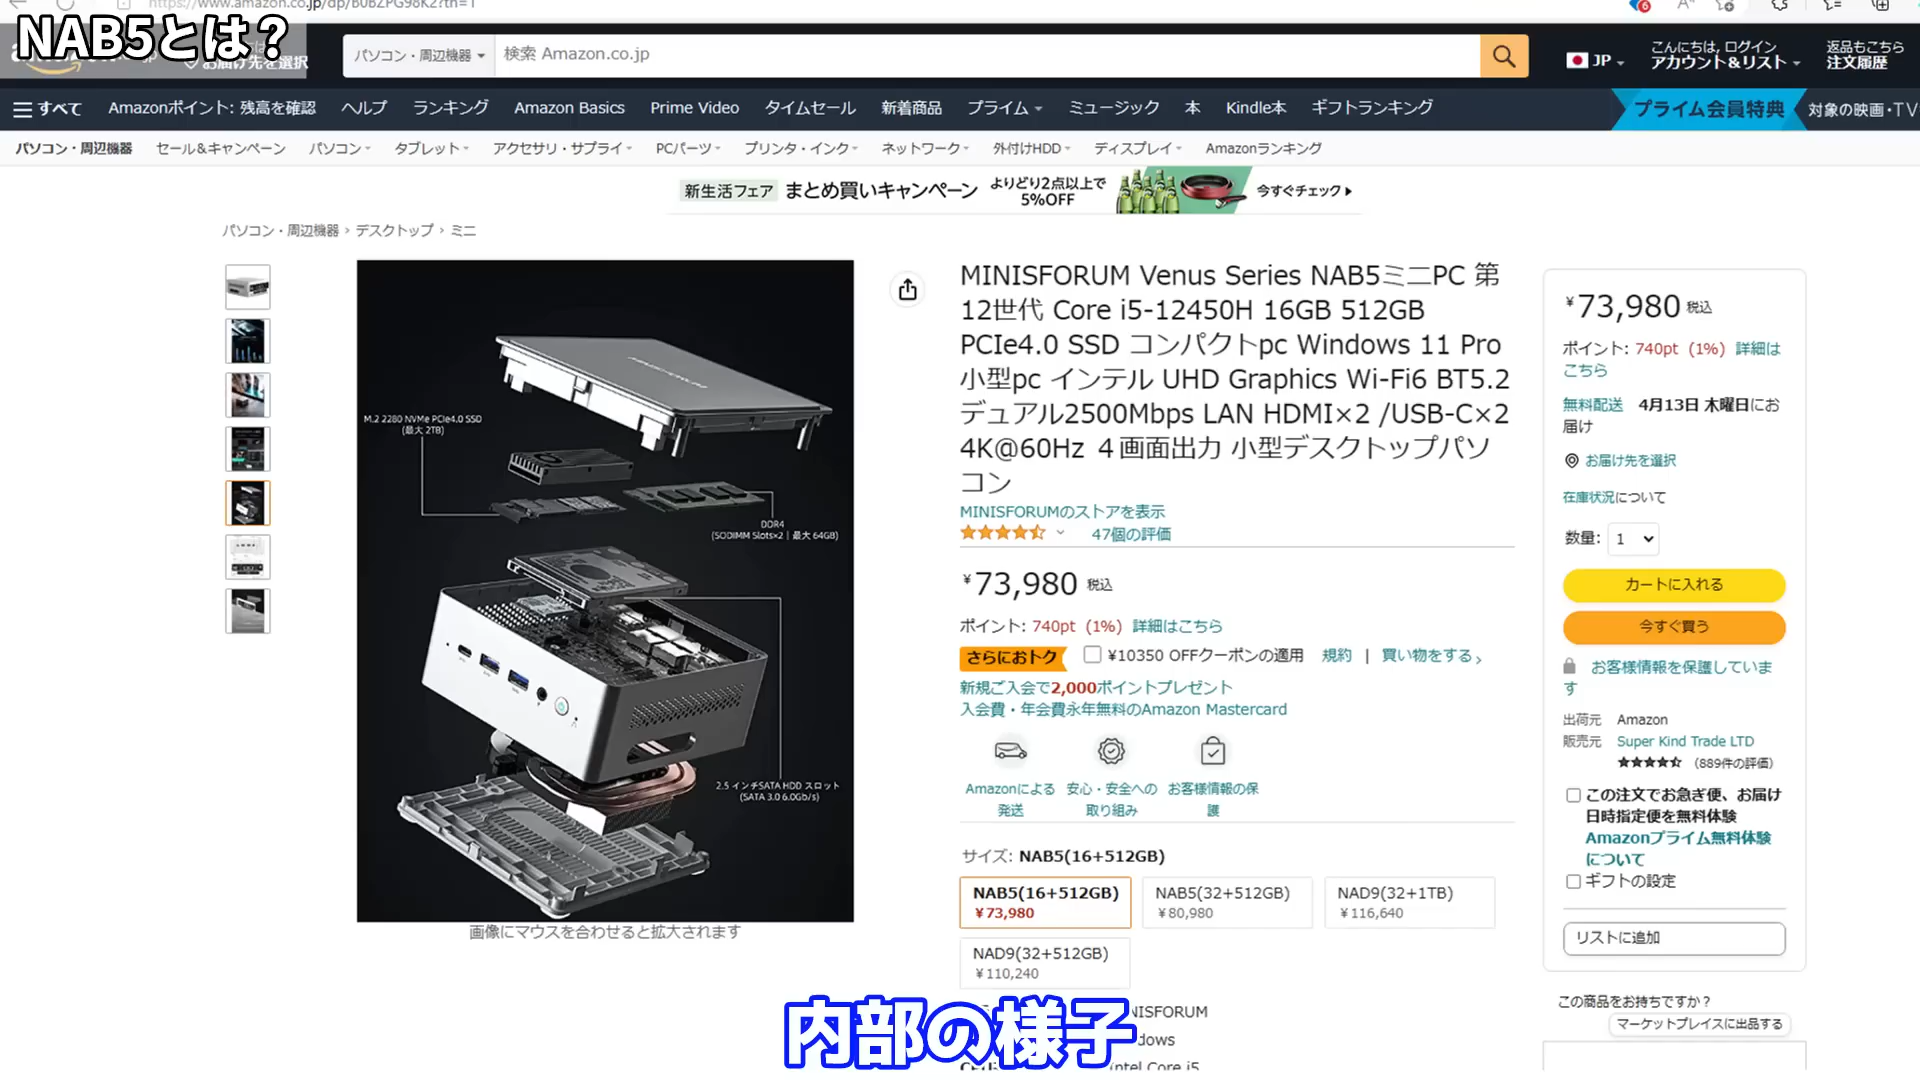 https://www.amazon.co.jp/dp/B0BZPG98K2?th=1
NAB5とは？
お届け先を選択
パソコン・周辺機器
検索 Amazon.co.jp
JP
こんにちは, ログイン
アカウント&リスト
返品もこちら
注文履歴
すべて
Amazonポイント: 残高を確認
ヘルプ
ランキング
Amazon Basics
Prime Video
タイムセール
新着商品
プライム
ミュージック
本
Kindle本
ギフトランキング
プライム会員特典
対象の映画・TV
パソコン・周辺機器
セール&キャンペーン
パソコン
タブレット
アクセサリ・サプライ
PCパーツ
プリンタ・インク
ネットワーク
外付けHDD
ディスプレイ
Amazonランキング
新生活フェア
まとめ買いキャンペーン
よりどり2点以上で
5%OFF
今すぐチェック
パソコン・周辺機器 › デスクトップ › ミニ
M.2 2280 NVMe PCIe4.0 SSD
(最大 2TB)
DDR4
(SODIMM Slots×2 | 最大 64GB)
2.5 インチSATA HDD スロット
(SATA 3.0 6.0Gb/s)
画像にマウスを合わせると拡大されます
MINISFORUM Venus Series NAB5ミニPC 第
12世代 Core i5-12450H 16GB 512GB
PCIe4.0 SSD コンパクトpc Windows 11 Pro
小型pc インテル UHD Graphics Wi-Fi6 BT5.2
デュアル2500Mbps LAN HDMI×2 /USB-C×2
4K@60Hz ４画面出力 小型デスクトップパソ
コン
MINISFORUMのストアを表示
47個の評価
¥73,980 税込
ポイント: 740pt (1%) 詳細はこちら
さらにおトク
¥10350 OFFクーポンの適用
規約 | 買い物をする ›
新規ご入会で2,000ポイントプレゼント
入会費・年会費永年無料のAmazon Mastercard
Amazonによる
発送
安心・安全への
取り組み
お客様情報の保
護
サイズ: NAB5(16+512GB)
NAB5(16+512GB)
¥73,980
NAB5(32+512GB)
¥80,980
NAD9(32+1TB)
¥116,640
NAD9(32+512GB)
¥110,240
NISFORUM
dows
ntel Core i5
内部の様子
¥73,980 税込
ポイント: 740pt (1%) 詳細は
こちら
無料配送 4月13日 木曜日にお
届け
お届け先を選択
在庫状況について
数量: 1
カートに入れる
今すぐ買う
お客様情報を保護していま
す
出荷元 Amazon
販売元 Super Kind Trade LTD
(889件の評価)
この注文でお急ぎ便、お届け
日時指定便を無料体験
Amazonプライム無料体験
について
ギフトの設定
リストに追加
この商品をお持ちですか？
マーケットプレイスに出品する